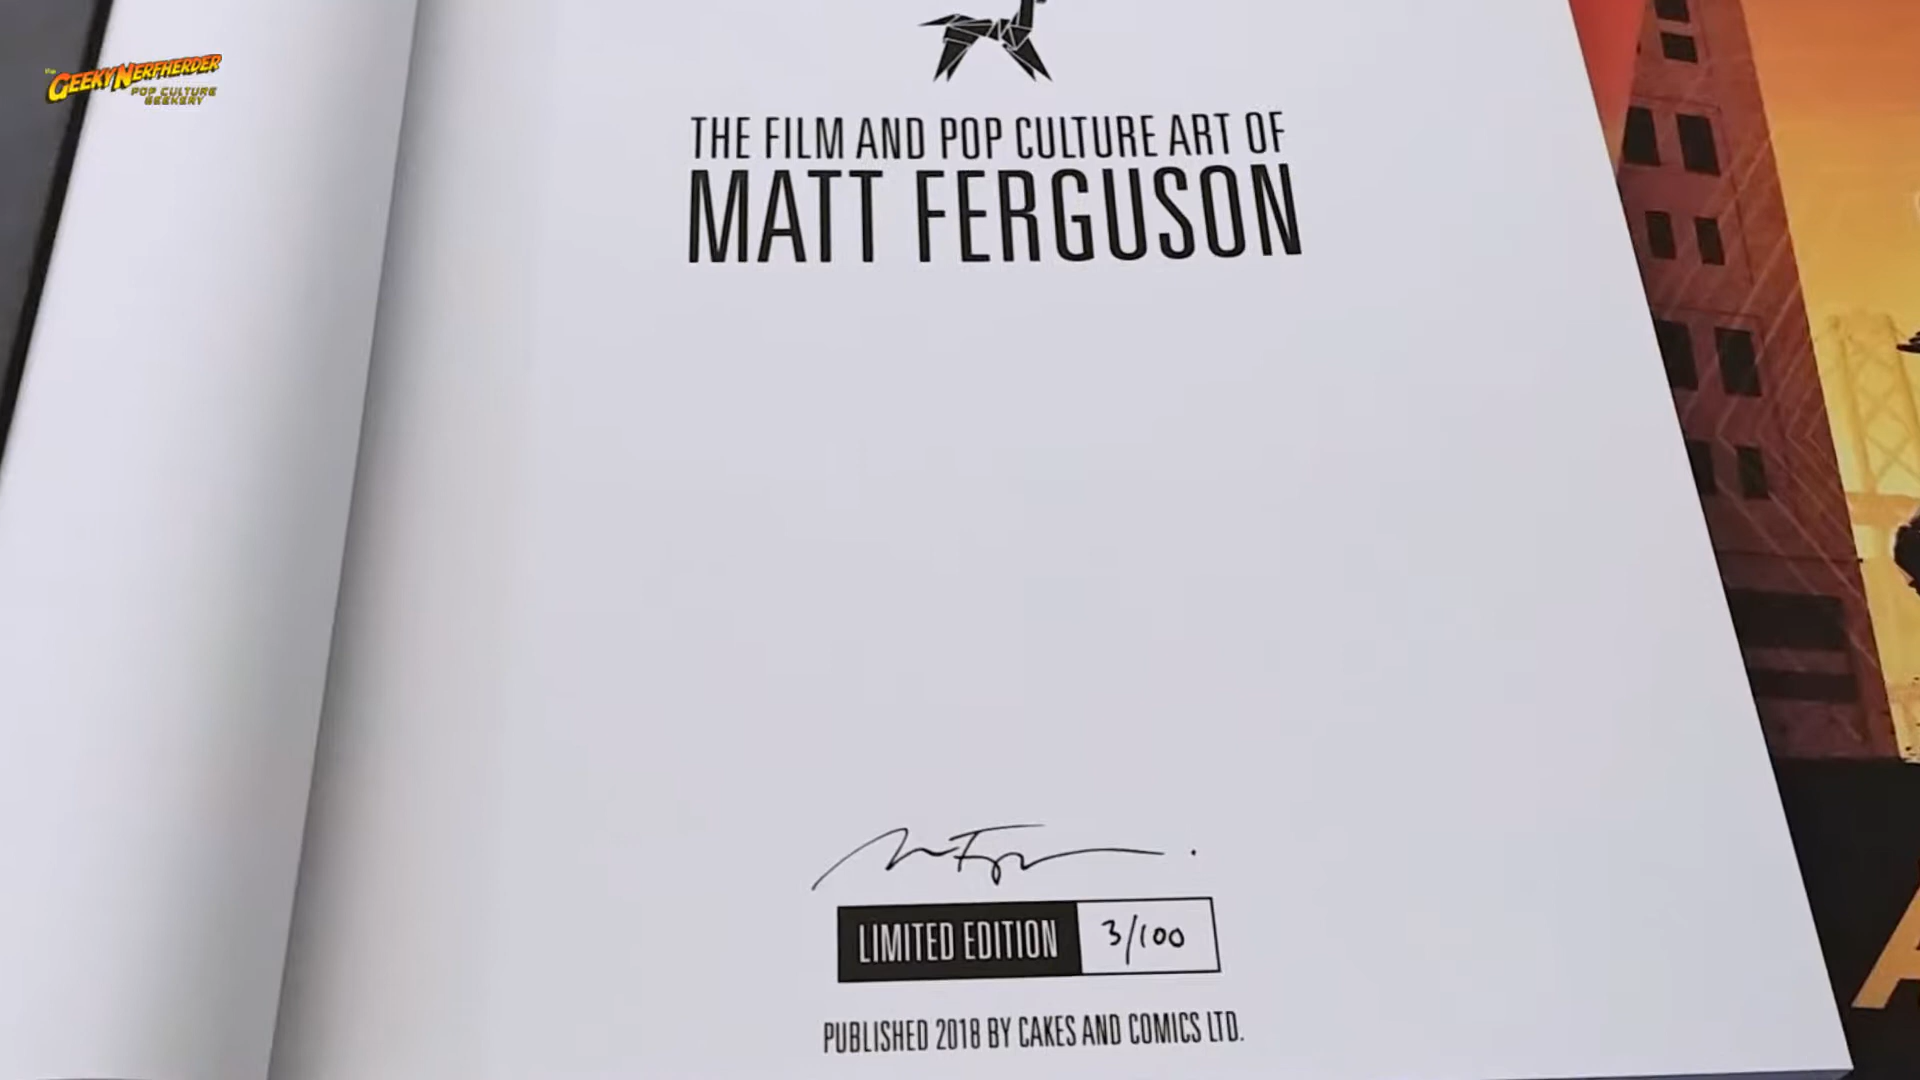 the
GEEKY NERFHERDER
POP CULTURE
GEEKERY
THE FILM AND POP CULTURE ART OF
MATT FERGUSON
LIMITED EDITION 3/100
PUBLISHED 2018 BY CAKES AND COMICS LTD.